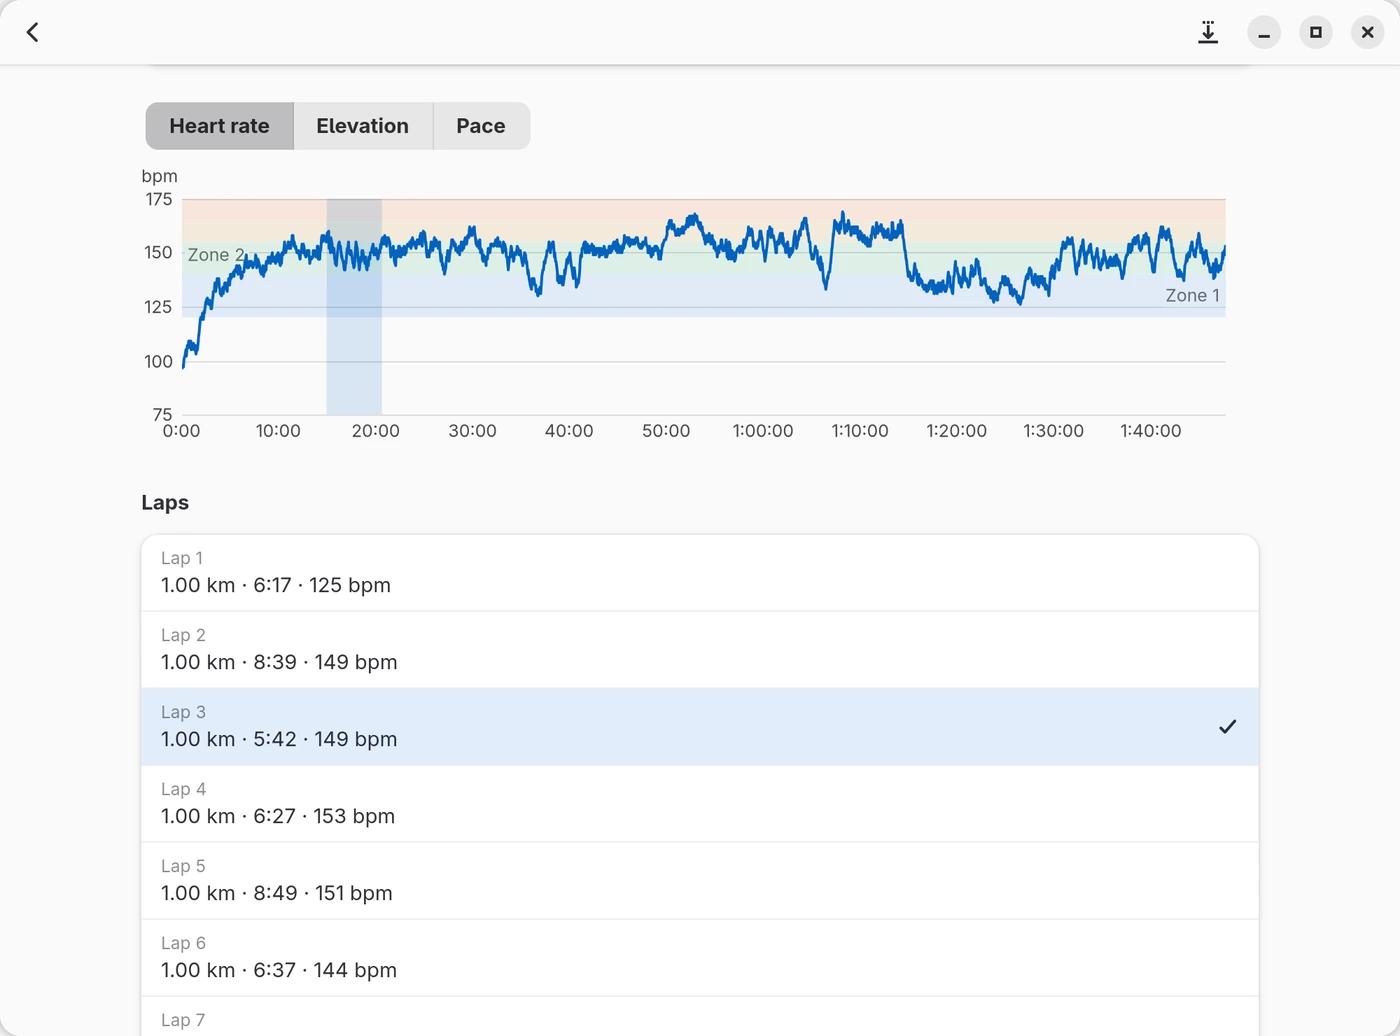 Heart rate Elevation Pace
bpm
175
150
125
100
75
Zone 2
Zone 1
0:00 10:00 20:00 30:00 40:00 50:00 1:00:00 1:10:00 1:20:00 1:30:00 1:40:00
Laps
Lap 1
1.00 km · 6:17 · 125 bpm
Lap 2
1.00 km · 8:39 · 149 bpm
Lap 3
1.00 km · 5:42 · 149 bpm
Lap 4
1.00 km · 6:27 · 153 bpm
Lap 5
1.00 km · 8:49 · 151 bpm
Lap 6
1.00 km · 6:37 · 144 bpm
Lap 7